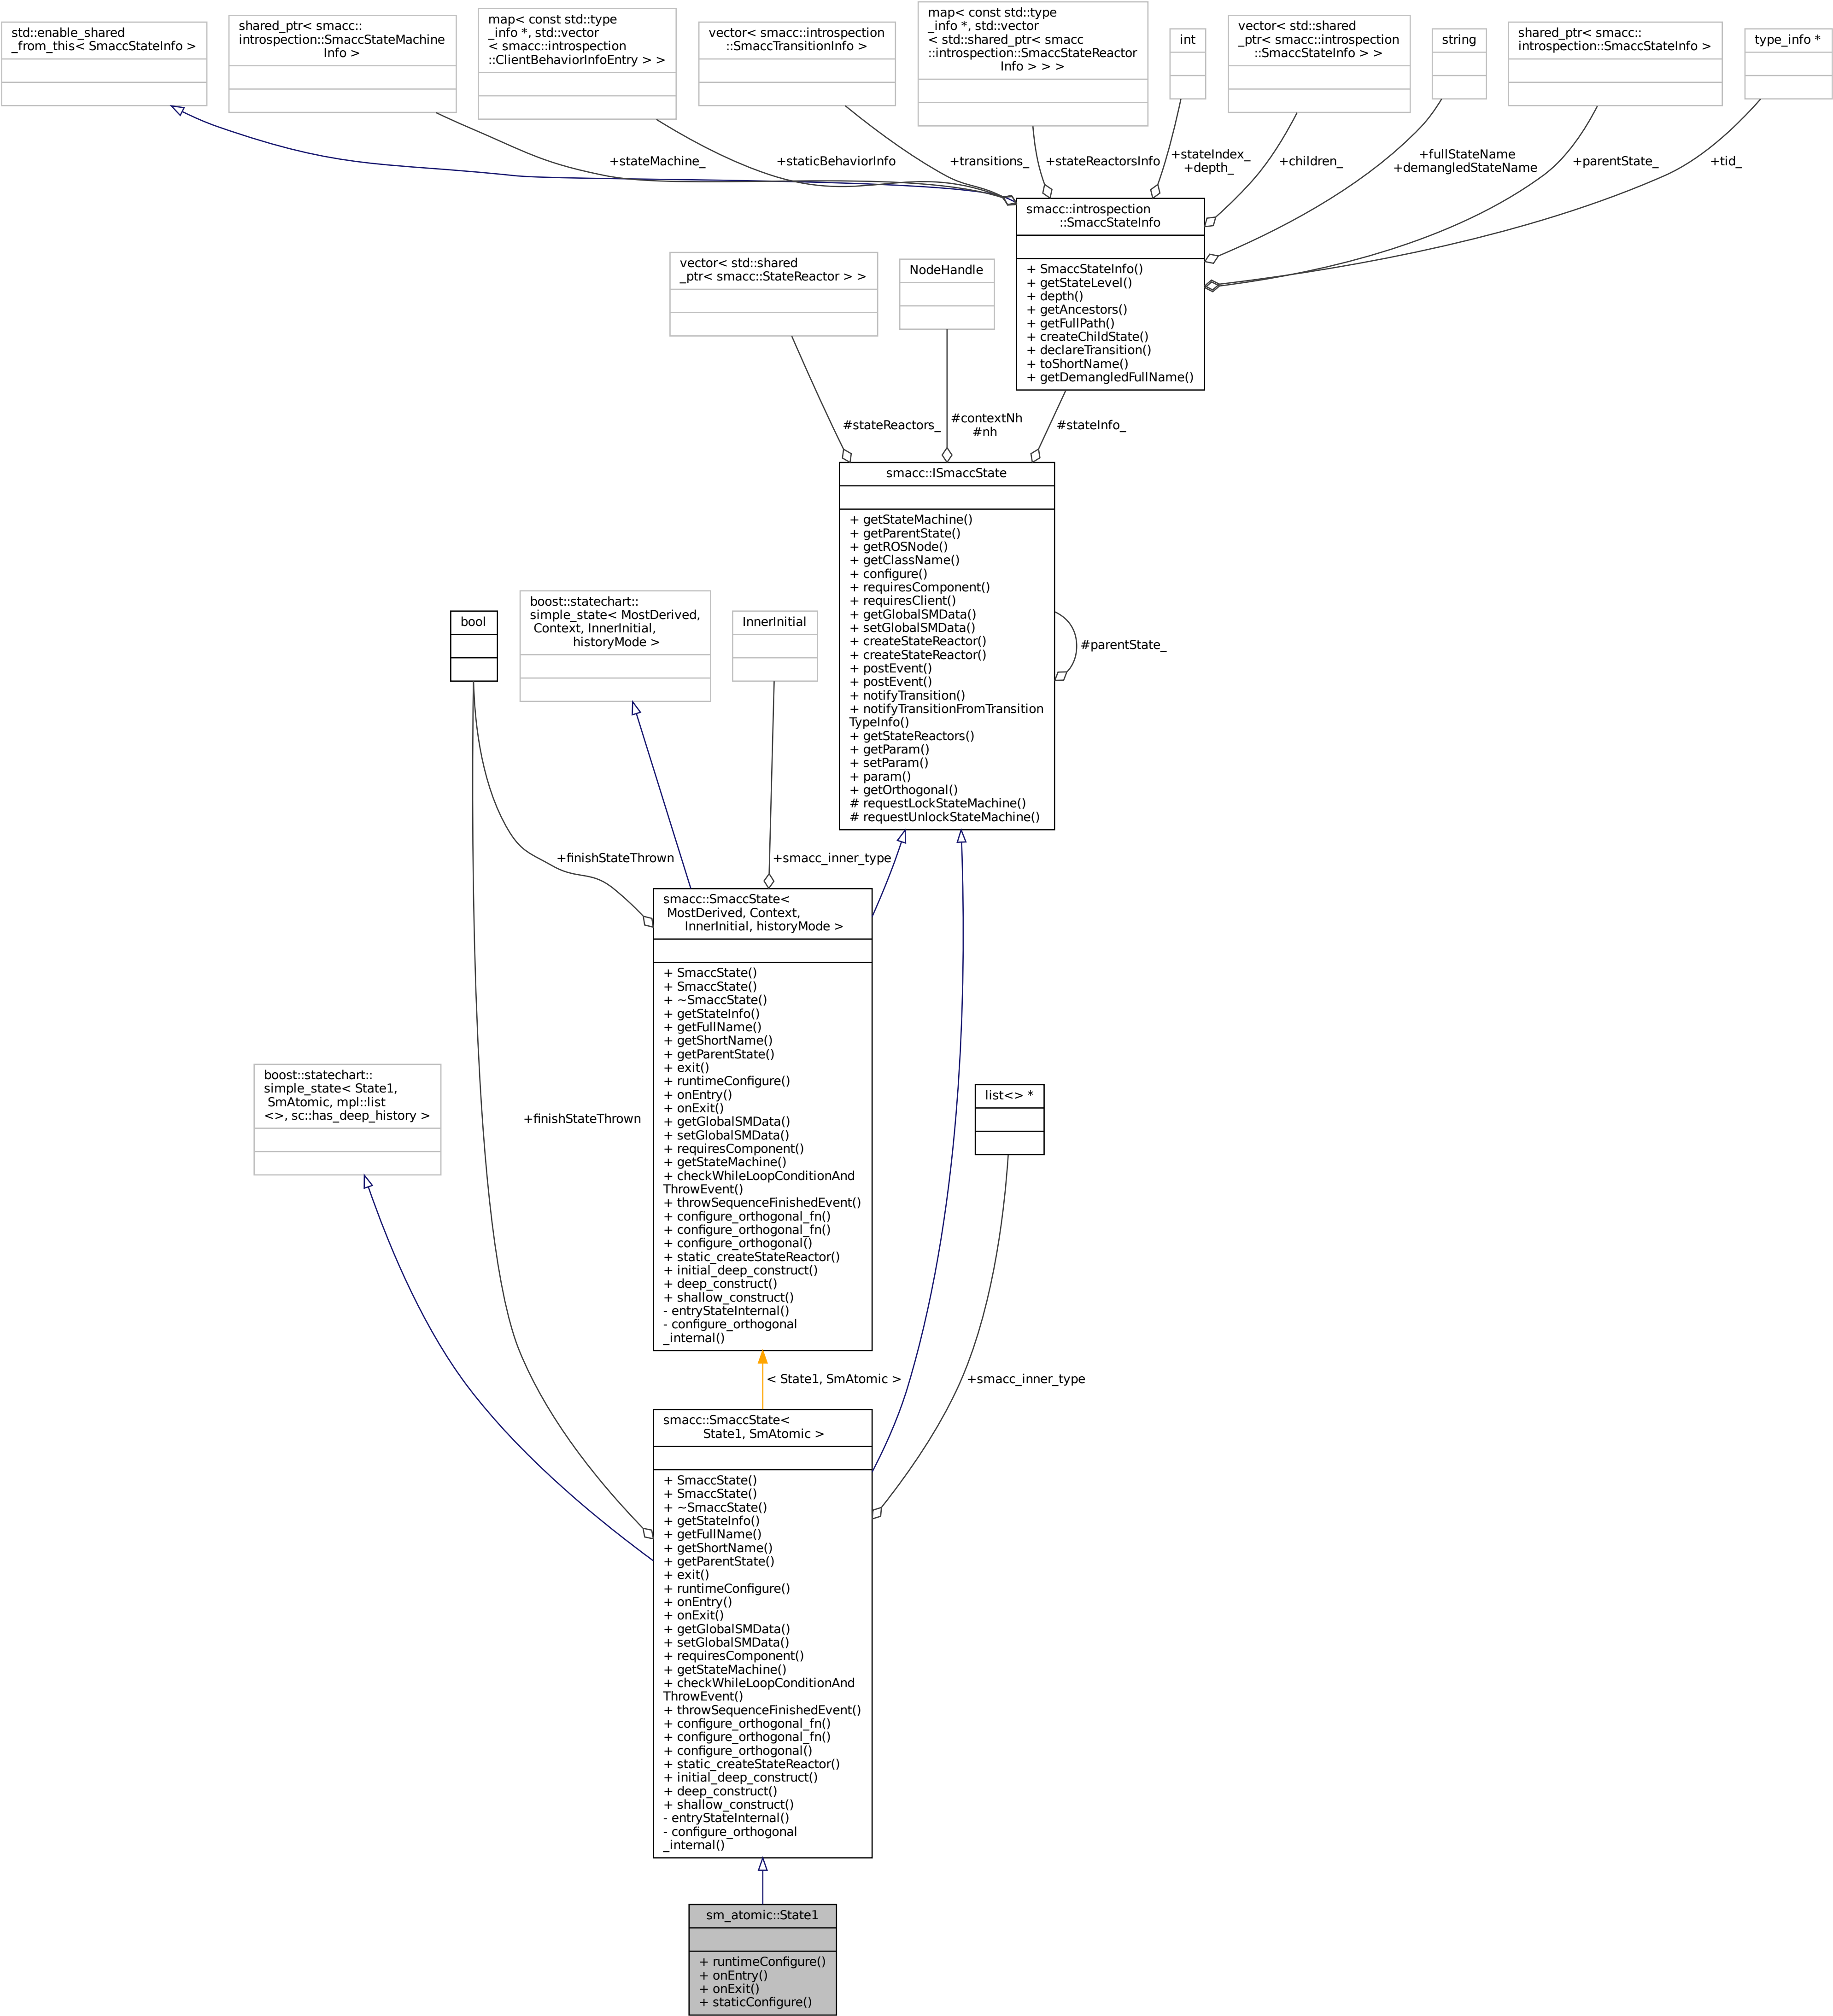 std::enable_shared
_from_this< SmaccStateInfo >
shared_ptr< smacc::
introspection::SmaccStateMachine
Info >
map< const std::type
_info *, std::vector
< smacc::introspection
::ClientBehaviorInfoEntry > >
vector< smacc::introspection
::SmaccTransitionInfo >
map< const std::type
_info *, std::vector
< std::shared_ptr< smacc
::introspection::SmaccStateReactor
Info > > >
int
vector< std::shared
_ptr< smacc::introspection
::SmaccStateInfo > >
string
shared_ptr< smacc::
introspection::SmaccStateInfo >
type_info *
+stateMachine_
+staticBehaviorInfo
+transitions_
+stateReactorsInfo
+stateIndex_
+depth_
+children_
+fullStateName
+demangledStateName
+parentState_
+tid_
smacc::introspection
::SmaccStateInfo
+ SmaccStateInfo()
+ getStateLevel()
+ depth()
+ getAncestors()
+ getFullPath()
+ createChildState()
+ declareTransition()
+ toShortName()
+ getDemangledFullName()
vector< std::shared
_ptr< smacc::StateReactor > >
NodeHandle
#stateReactors_
#contextNh
#nh
#stateInfo_
smacc::ISmaccState
+ getStateMachine()
+ getParentState()
+ getROSNode()
+ getClassName()
+ configure()
+ requiresComponent()
+ requiresClient()
+ getGlobalSMData()
+ setGlobalSMData()
+ createStateReactor()
+ createStateReactor()
+ postEvent()
+ postEvent()
+ notifyTransition()
+ notifyTransitionFromTransition
TypeInfo()
+ getStateReactors()
+ getParam()
+ setParam()
+ param()
+ getOrthogonal()
# requestLockStateMachine()
# requestUnlockStateMachine()
#parentState_
bool
boost::statechart::
simple_state< MostDerived,
Context, InnerInitial,
historyMode >
InnerInitial
+finishStateThrown
+smacc_inner_type
smacc::SmaccState<
MostDerived, Context,
InnerInitial, historyMode >
+ SmaccState()
+ SmaccState()
+ ~SmaccState()
+ getStateInfo()
+ getFullName()
+ getShortName()
+ getParentState()
+ exit()
+ runtimeConfigure()
+ onEntry()
+ onExit()
+ getGlobalSMData()
+ setGlobalSMData()
+ requiresComponent()
+ getStateMachine()
+ checkWhileLoopConditionAnd
ThrowEvent()
+ throwSequenceFinishedEvent()
+ configure_orthogonal_fn()
+ configure_orthogonal_fn()
+ configure_orthogonal()
+ static_createStateReactor()
+ initial_deep_construct()
+ deep_construct()
+ shallow_construct()
- entryStateInternal()
- configure_orthogonal
_internal()
boost::statechart::
simple_state< State1,
SmAtomic, mpl::list
<>, sc::has_deep_history >
+finishStateThrown
list<> *
< State1, SmAtomic >
+smacc_inner_type
smacc::SmaccState<
State1, SmAtomic >
+ SmaccState()
+ SmaccState()
+ ~SmaccState()
+ getStateInfo()
+ getFullName()
+ getShortName()
+ getParentState()
+ exit()
+ runtimeConfigure()
+ onEntry()
+ onExit()
+ getGlobalSMData()
+ setGlobalSMData()
+ requiresComponent()
+ getStateMachine()
+ checkWhileLoopConditionAnd
ThrowEvent()
+ throwSequenceFinishedEvent()
+ configure_orthogonal_fn()
+ configure_orthogonal_fn()
+ configure_orthogonal()
+ static_createStateReactor()
+ initial_deep_construct()
+ deep_construct()
+ shallow_construct()
- entryStateInternal()
- configure_orthogonal
_internal()
sm_atomic::State1
+ runtimeConfigure()
+ onEntry()
+ onExit()
+ staticConfigure()